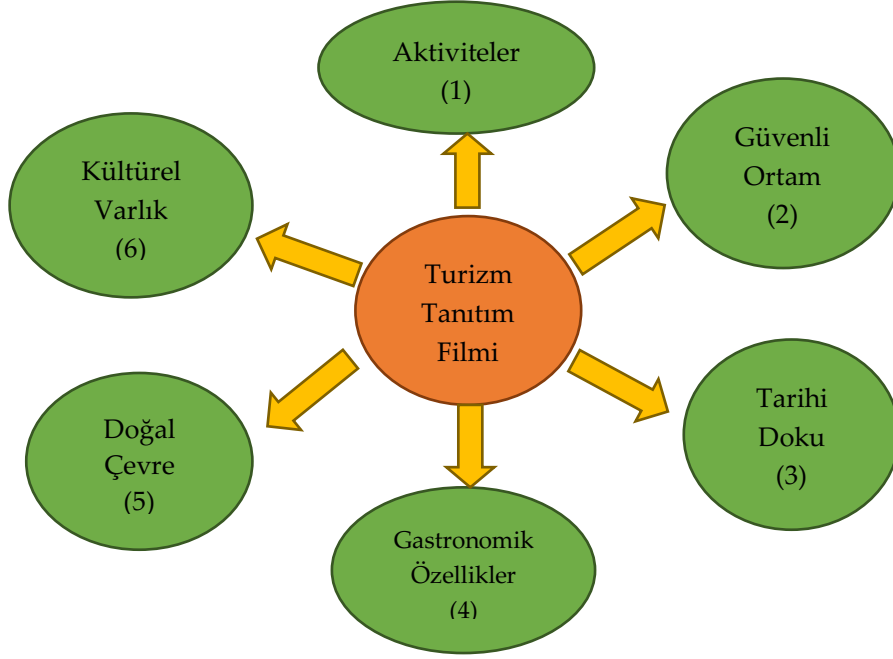 Aktiviteler
(1)
Güvenli
Ortam
(2)
Kültürel
Varlık
(6)
Turizm
Tanıtım
Filmi
Tarihi
Doku
(3)
Doğal
Çevre
(5)
Gastronomik
Özellikler
(4)